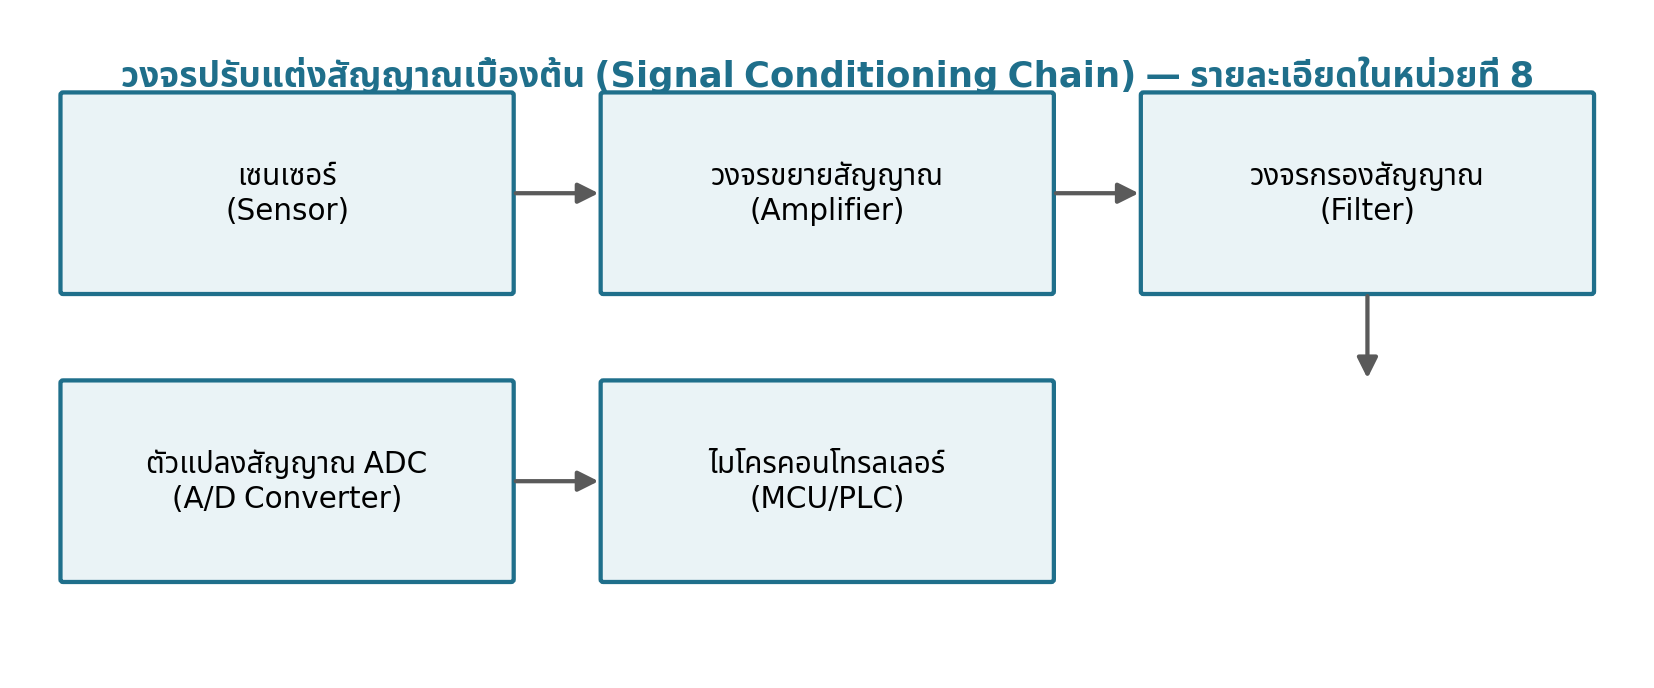 วงจรปรับแต่งสัญญาณเบื้องต้น (Signal Conditioning Chain) — รายละเอียดในหน่วยที่ 8
เซนเซอร์
(Sensor)
วงจรขยายสัญญาณ
(Amplifier)
วงจรกรองสัญญาณ
(Filter)
ตัวแปลงสัญญาณ ADC
(A/D Converter)
ไมโครคอนโทรลเลอร์
(MCU/PLC)